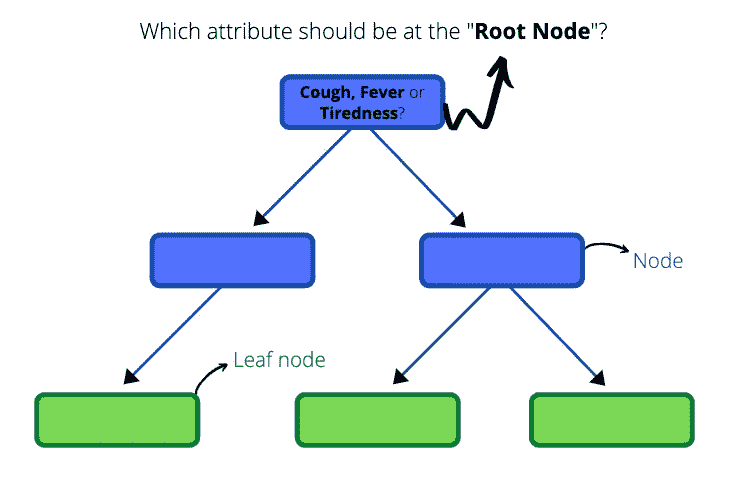 Which attribute should be at the "Root Node"?
Cough, Fever or
Tiredness?
Node
Leaf node